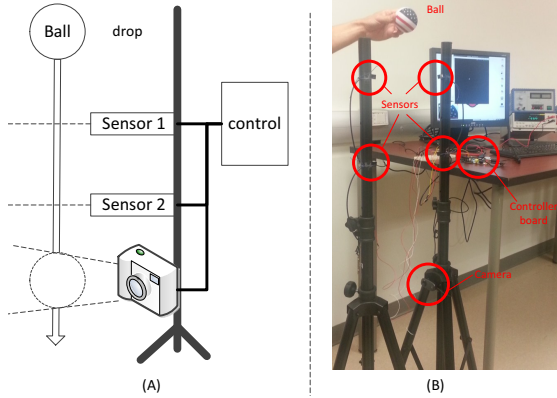 Ball
drop
Sensor 1
control
Sensor 2
(A)
Ball
Sensors
Controller
board
Camera
(B)